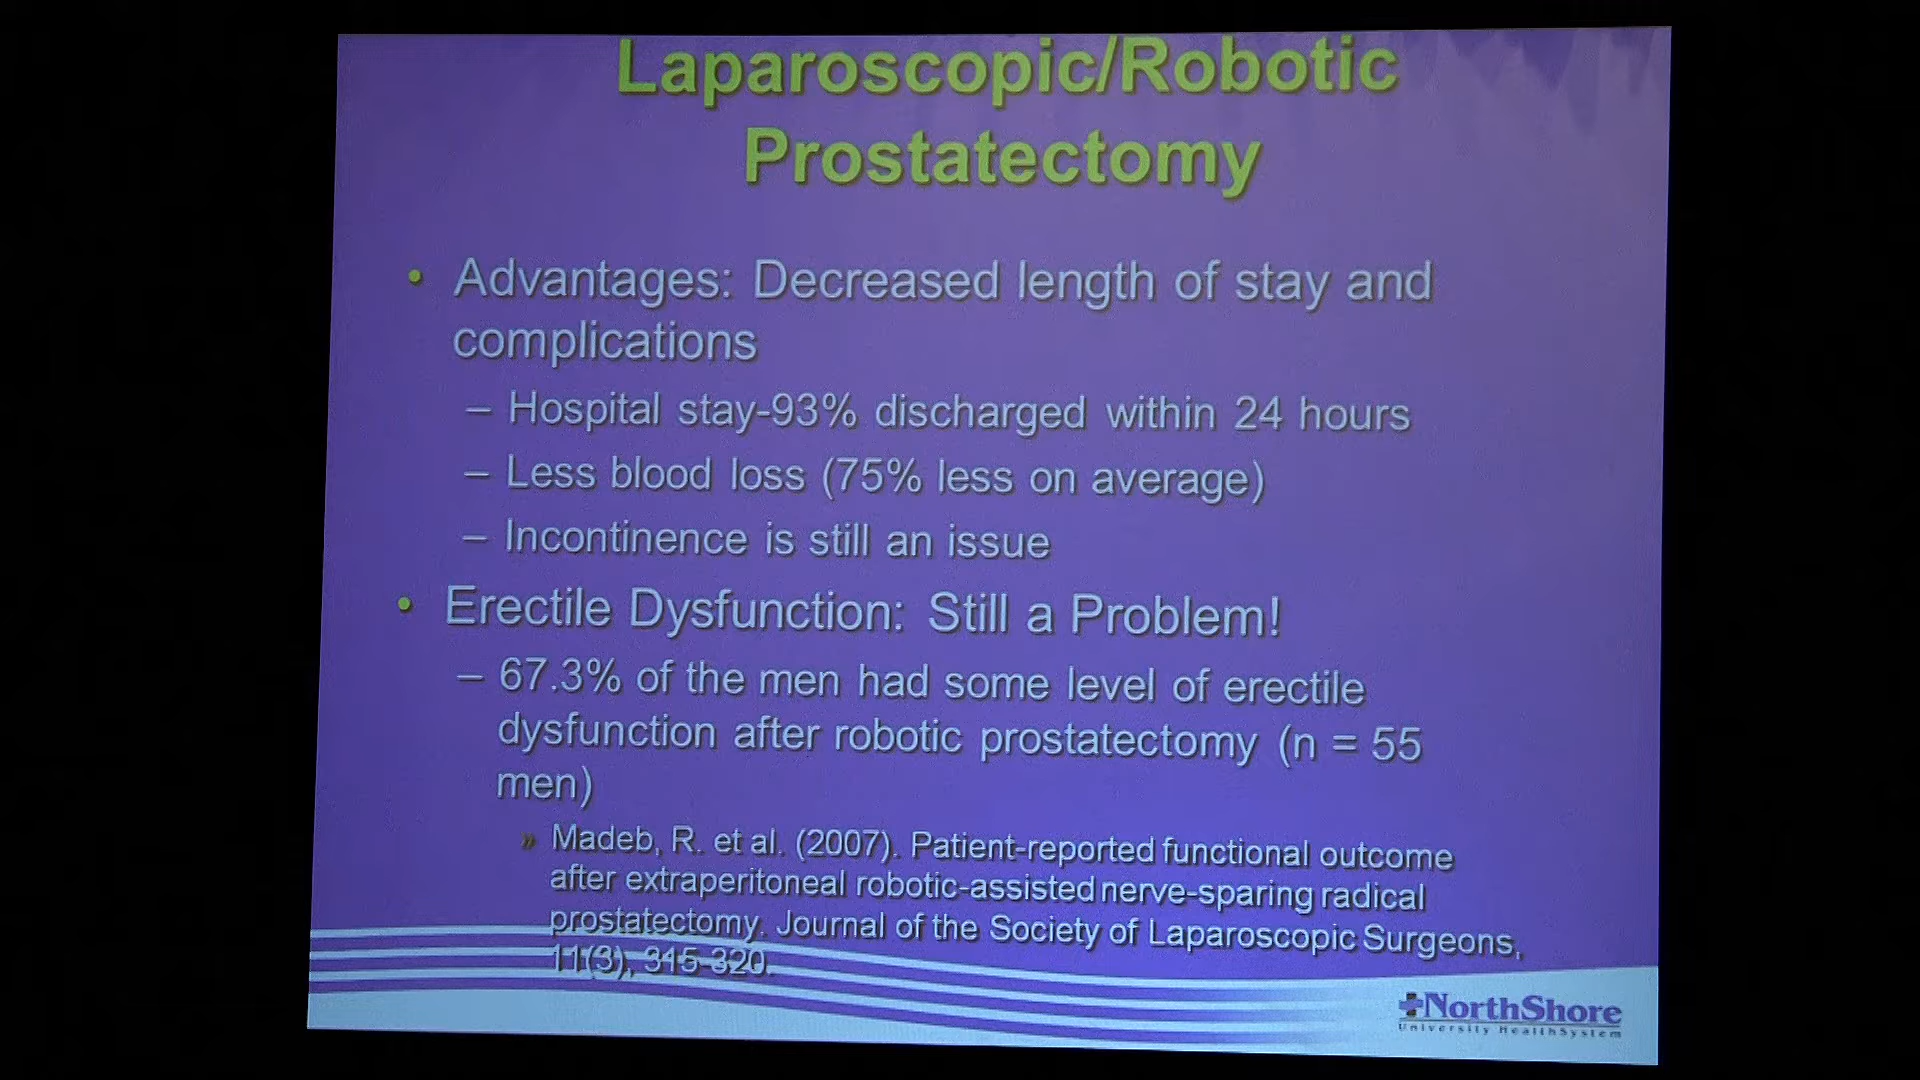 Laparoscopic/Robotic
Prostatectomy
• Advantages: Decreased length of stay and
complications
– Hospital stay-93% discharged within 24 hours
– Less blood loss (75% less on average)
– Incontinence is still an issue
• Erectile Dysfunction: Still a Problem!
– 67.3% of the men had some level of erectile
dysfunction after robotic prostatectomy (n = 55
men)
» Madeb, R. et al. (2007). Patient-reported functional outcome
after extraperitoneal robotic-assisted nerve-sparing radical
prostatectomy. Journal of the Society of Laparoscopic Surgeons,
11(3), 315-320.
NorthShore
University HealthSystem